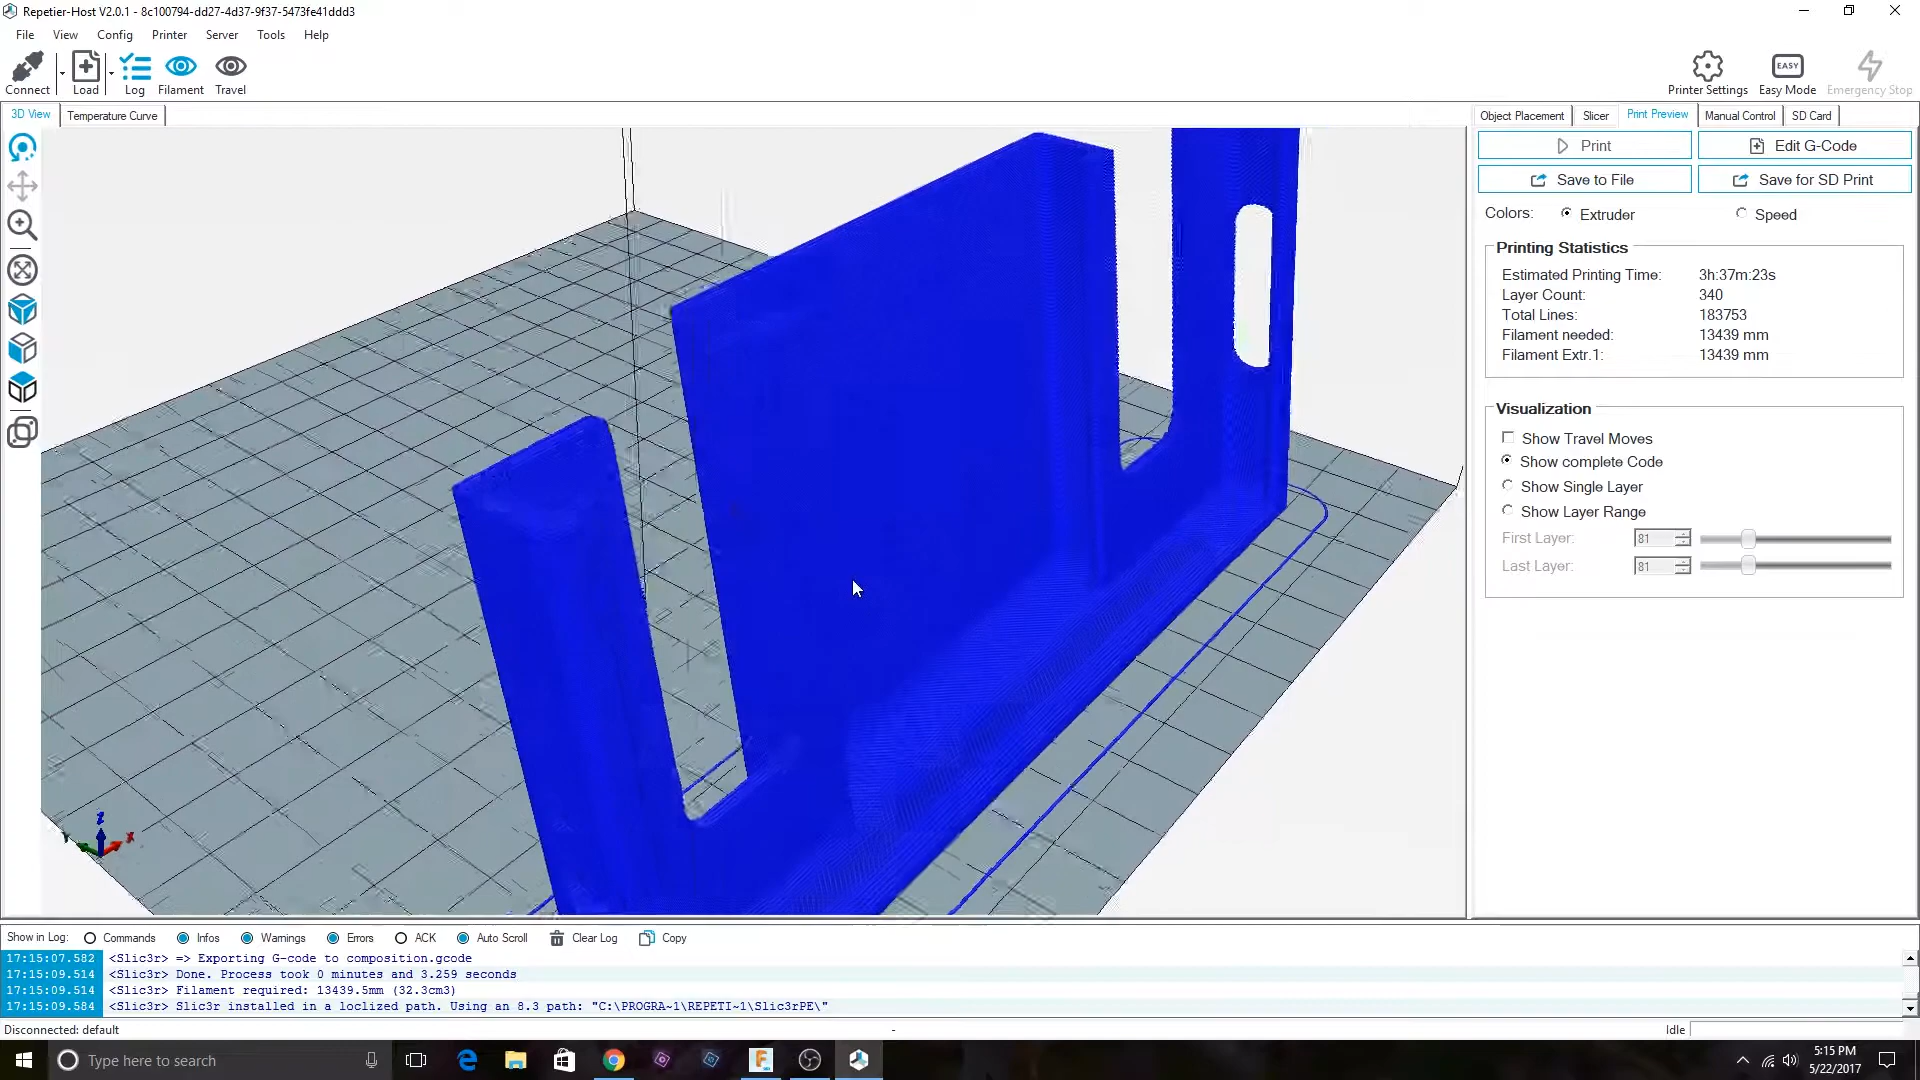 Repetier-Host V2.0.1 - 8c100794-dd27-4d37-9f37-5473fe41ddd3
File View Config Printer Server Tools Help
Connect Load Log Filament Travel
EASY
Printer Settings Easy Mode Emergency Stop
3D View Temperature Curve
Object Placement Slicer Print Preview Manual Control SD Card
Print Edit G-Code
Save to File Save for SD Print
Colors: Extruder Speed
Printing Statistics
Estimated Printing Time: 3h:37m:23s
Layer Count: 340
Total Lines: 183753
Filament needed: 13439 mm
Filament Extr.1: 13439 mm
Visualization
Show Travel Moves
Show complete Code
Show Single Layer
Show Layer Range
First Layer: 81
Last Layer: 81
Z
X
Show in Log: Commands Infos Warnings Errors ACK Auto Scroll Clear Log Copy
17:15:07.582 <Slic3r> => Exporting G-code to composition.gcode
17:15:09.514 <Slic3r> Done. Process took 0 minutes and 3.259 seconds
17:15:09.514 <Slic3r> Filament required: 13439.5mm (32.3cm3)
17:15:09.584 <Slic3r> Slic3r installed in a loclized path. Using an 8.3 path: "C:\PROGRA~1\REPETI~1\Slic3rPE\"
Disconnected: default - Idle
Type here to search
5:15 PM
5/22/2017